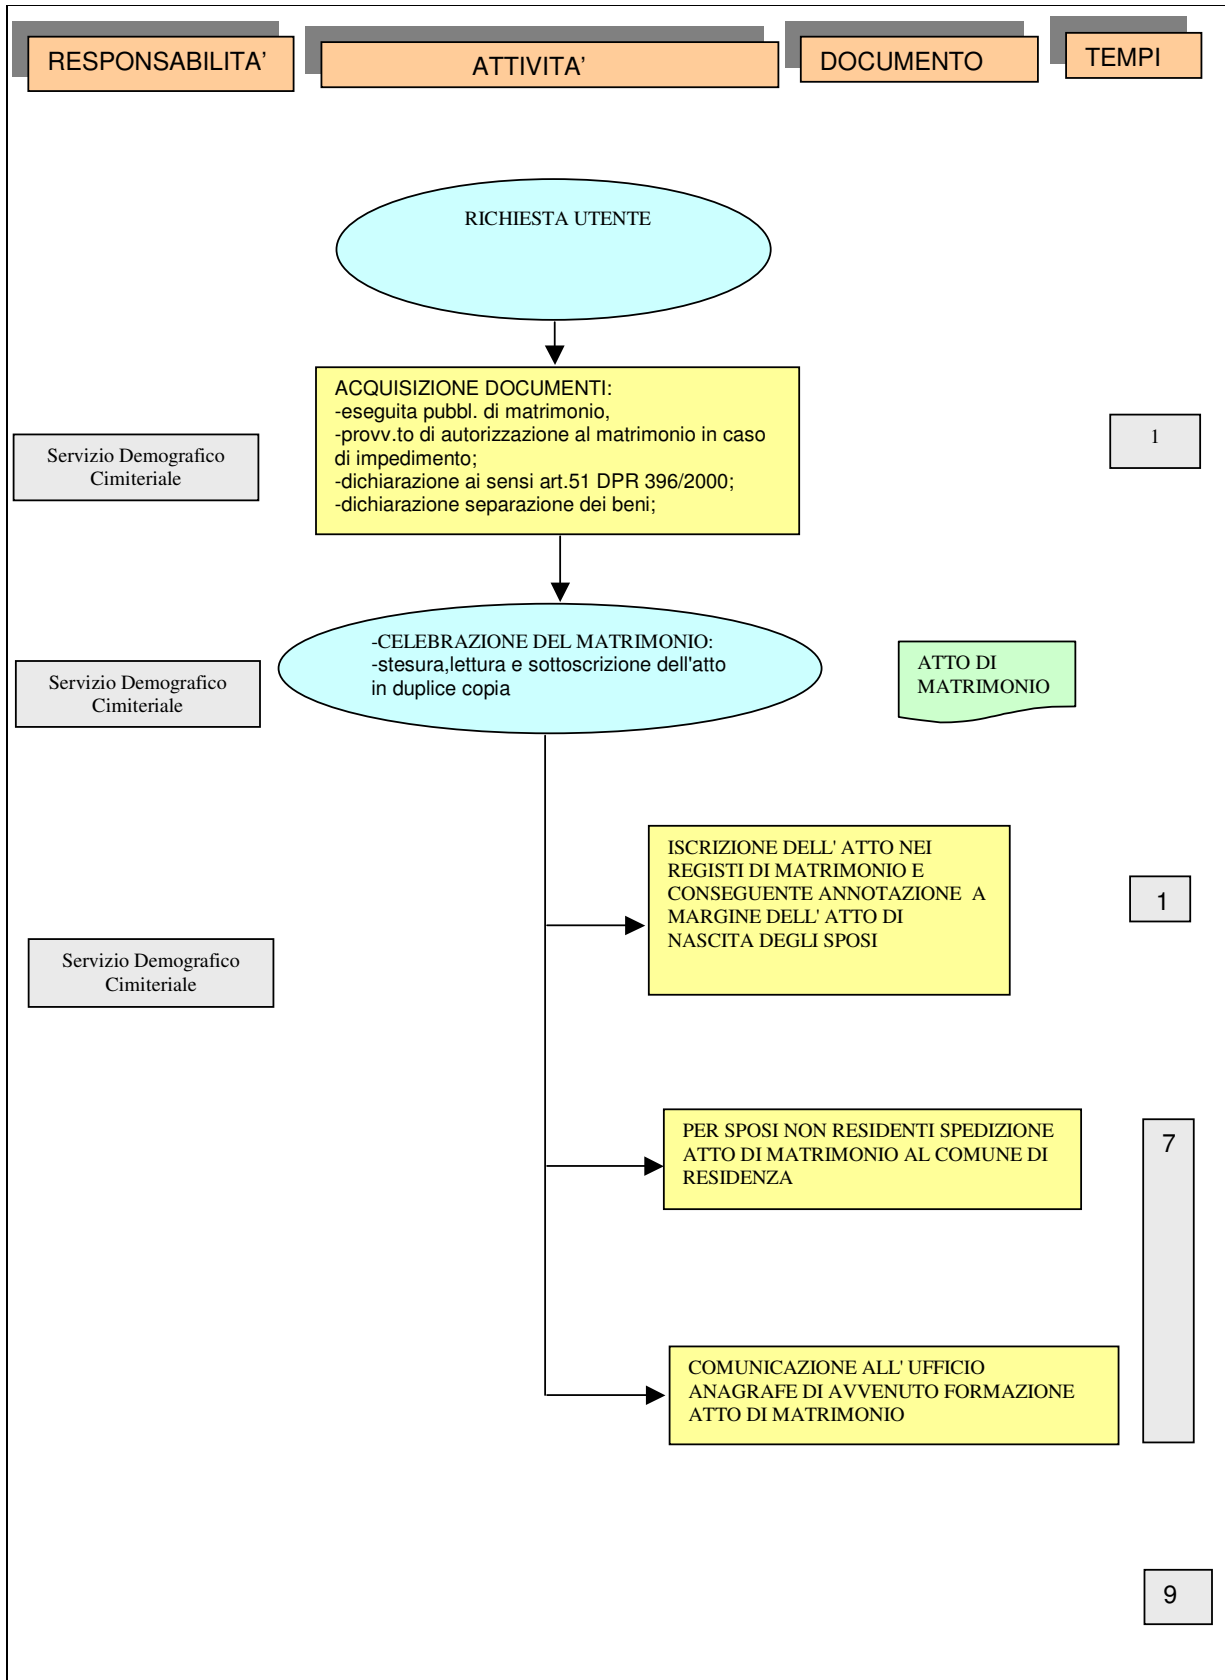 RESPONSABILITA’
ATTIVITA’
DOCUMENTO
TEMPI
RICHIESTA UTENTE
ACQUISIZIONE DOCUMENTI:
-eseguita pubbl. di matrimonio,
-provv.to di autorizzazione al matrimonio in caso
di impedimento;
-dichiarazione ai sensi art.51 DPR 396/2000;
-dichiarazione separazione dei beni;
Servizio Demografico
Cimiteriale
1
-CELEBRAZIONE DEL MATRIMONIO:
-stesura,lettura e sottoscrizione dell'atto
in duplice copia
Servizio Demografico
Cimiteriale
ATTO DI
MATRIMONIO
ISCRIZIONE DELL' ATTO NEI
REGISTI DI MATRIMONIO E
CONSEGUENTE ANNOTAZIONE A
MARGINE DELL' ATTO DI
NASCITA DEGLI SPOSI
1
Servizio Demografico
Cimiteriale
PER SPOSI NON RESIDENTI SPEDIZIONE
ATTO DI MATRIMONIO AL COMUNE DI
RESIDENZA
7
COMUNICAZIONE ALL' UFFICIO
ANAGRAFE DI AVVENUTO FORMAZIONE
ATTO DI MATRIMONIO
9